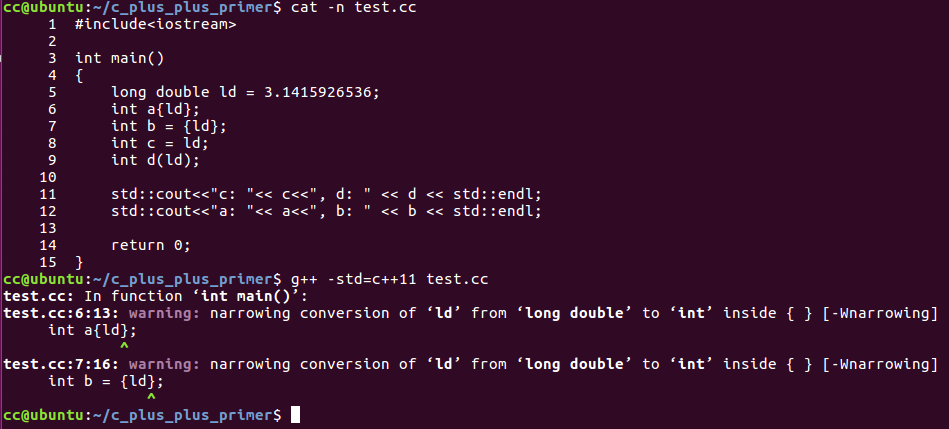 cc@ubuntu:~/c_plus_plus_primer$ cat -n test.cc
     1  #include<iostream>
     2
     3  int main()
     4  {
     5      long double ld = 3.1415926536;
     6      int a{ld};
     7      int b = {ld};
     8      int c = ld;
     9      int d(ld);
    10
    11      std::cout<<"c: "<< c<<", d: " << d << std::endl;
    12      std::cout<<"a: "<< a<<", b: " << b << std::endl;
    13
    14      return 0;
    15  }
cc@ubuntu:~/c_plus_plus_primer$ g++ -std=c++11 test.cc
test.cc: In function ‘int main()’:
test.cc:6:13: warning: narrowing conversion of ‘ld’ from ‘long double’ to ‘int’ inside { } [-Wnarrowing]
     int a{ld};
             ^
test.cc:7:16: warning: narrowing conversion of ‘ld’ from ‘long double’ to ‘int’ inside { } [-Wnarrowing]
     int b = {ld};
                ^
cc@ubuntu:~/c_plus_plus_primer$